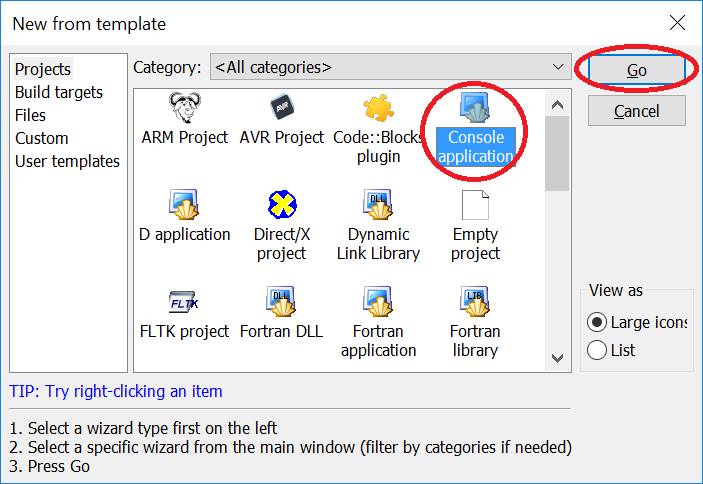 New from template
Projects
Build targets
Files
Custom
User templates
Category: <All categories>
Go
Cancel
ARM Project
AVR
AVR Project
Code::Blocks
plugin
Console
application
D application
Direct/X
project
DLL
Dynamic
Link Library
Empty
project
FLTK
FLTK project
DLL
Fortran DLL
Fortran
application
LIB
Fortran
library
View as
Large icons
List
TIP: Try right-clicking an item
1. Select a wizard type first on the left
2. Select a specific wizard from the main window (filter by categories if needed)
3. Press Go